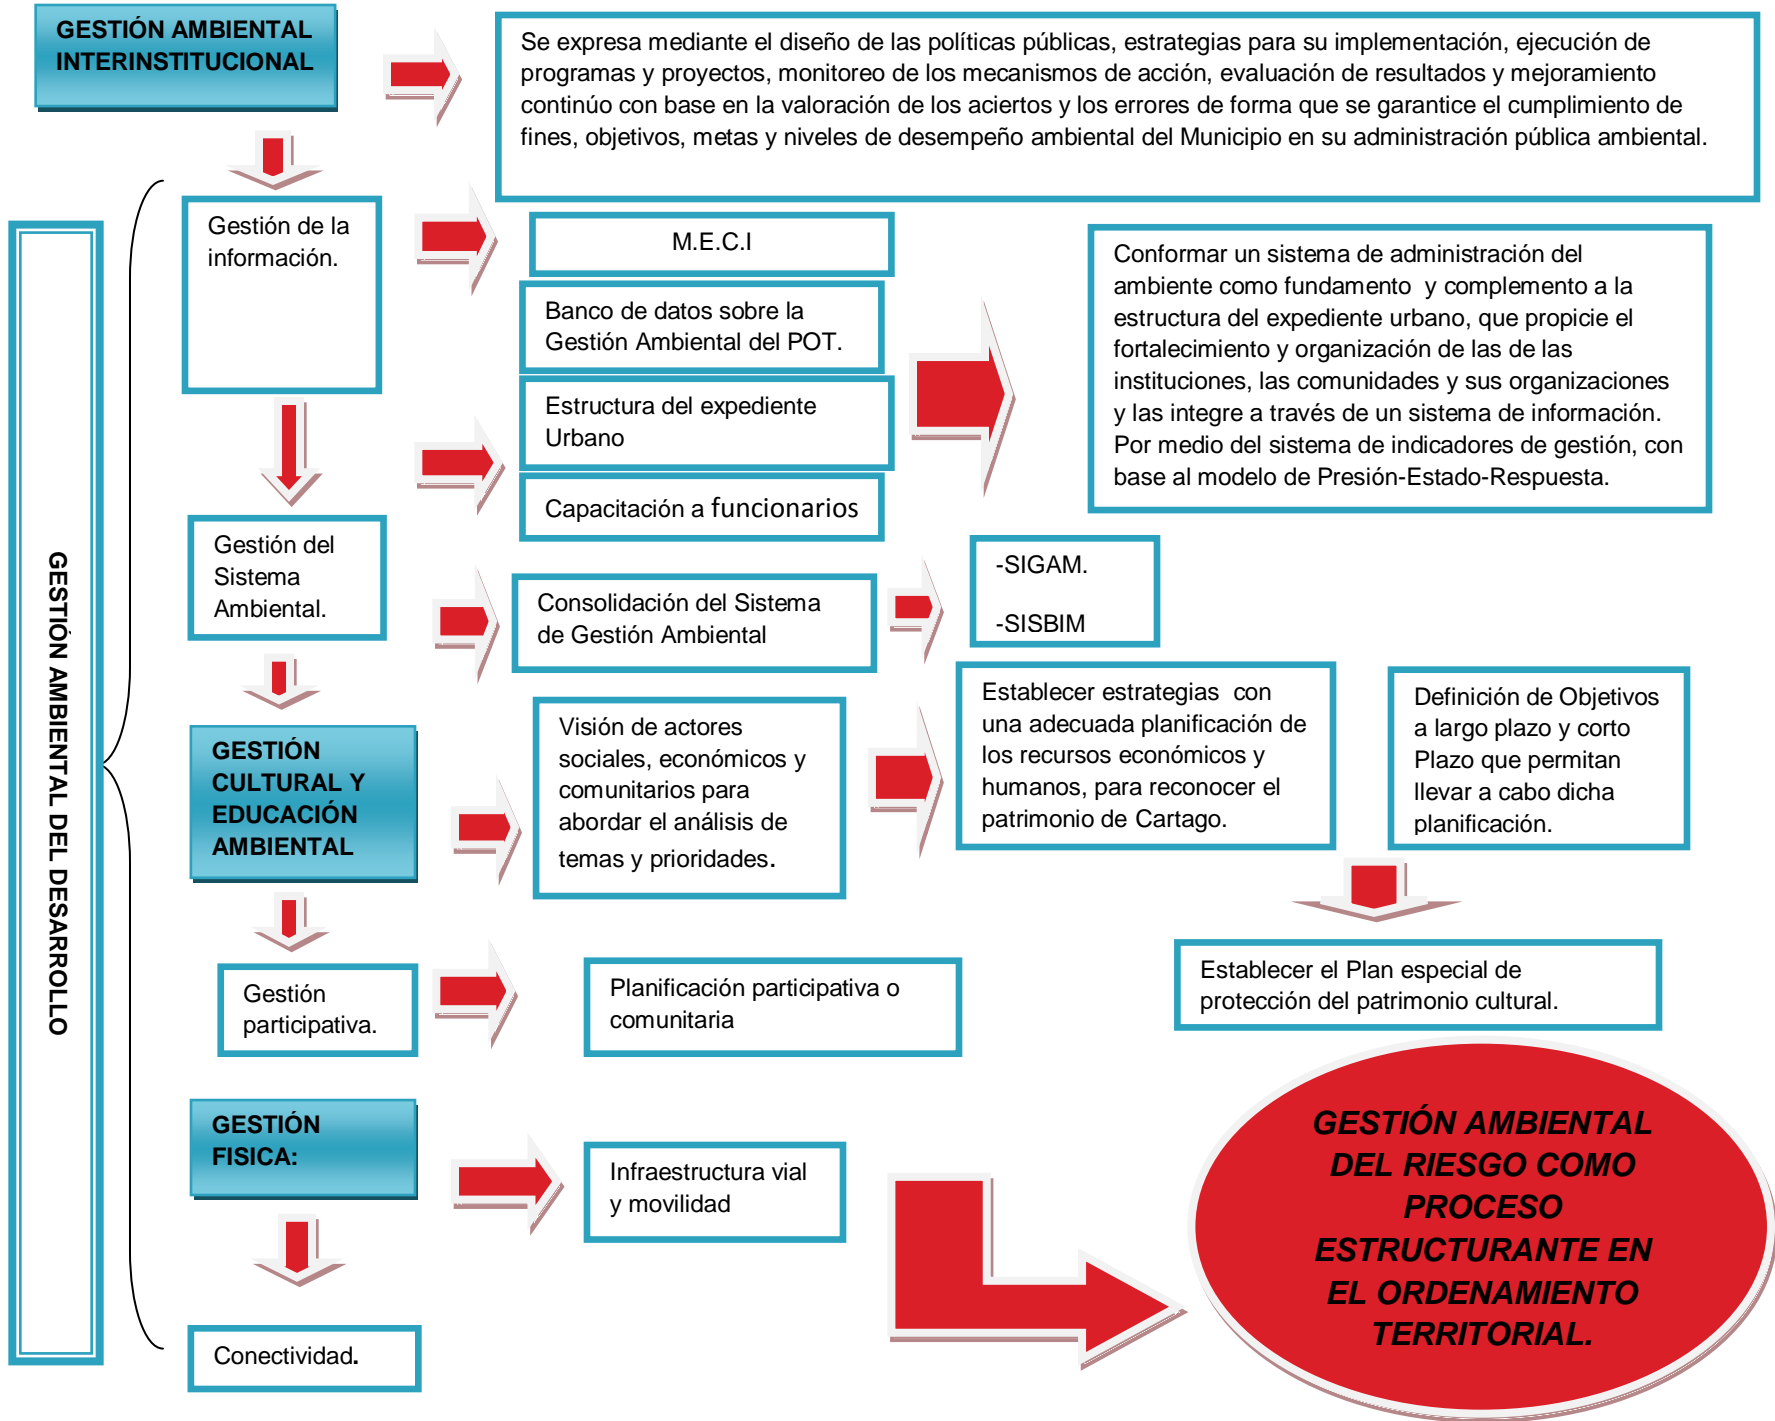 GESTIÓN AMBIENTAL
INTERINSTITUCIONAL
Se expresa mediante el diseño de las políticas públicas, estrategias para su implementación, ejecución de
programas y proyectos, monitoreo de los mecanismos de acción, evaluación de resultados y mejoramiento
continúo con base en la valoración de los aciertos y los errores de forma que se garantice el cumplimiento de
fines, objetivos, metas y niveles de desempeño ambiental del Municipio en su administración pública ambiental.
GESTIÓN AMBIENTAL DEL DESARROLLO
Gestión de la
información.
M.E.C.I
Banco de datos sobre la
Gestión Ambiental del POT.
Estructura del expediente
Urbano
Capacitación a funcionarios
Conformar un sistema de administración del
ambiente como fundamento y complemento a la
estructura del expediente urbano, que propicie el
fortalecimiento y organización de las de las
instituciones, las comunidades y sus organizaciones
y las integre a través de un sistema de información.
Por medio del sistema de indicadores de gestión, con
base al modelo de Presión-Estado-Respuesta.
Gestión del
Sistema
Ambiental.
Consolidación del Sistema
de Gestión Ambiental
-SIGAM.
-SISBIM
GESTIÓN
CULTURAL Y
EDUCACIÓN
AMBIENTAL
Visión de actores
sociales, económicos y
comunitarios para
abordar el análisis de
temas y prioridades.
Establecer estrategias con
una adecuada planificación de
los recursos económicos y
humanos, para reconocer el
patrimonio de Cartago.
Definición de Objetivos
a largo plazo y corto
Plazo que permitan
llevar a cabo dicha
planificación.
Establecer el Plan especial de
protección del patrimonio cultural.
Gestión
participativa.
Planificación participativa o
comunitaria
GESTIÓN
FISICA:
Infraestructura vial
y movilidad
Conectividad.
GESTIÓN AMBIENTAL
DEL RIESGO COMO
PROCESO
ESTRUCTURANTE EN
EL ORDENAMIENTO
TERRITORIAL.